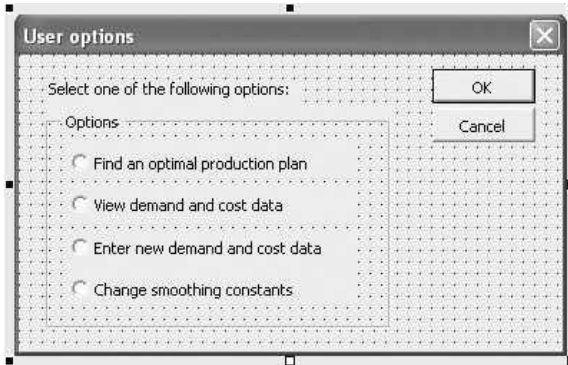 User options
Select one of the following options:
OK
Options
Cancel
Find an optimal production plan
View demand and cost data
Enter new demand and cost data
Change smoothing constants